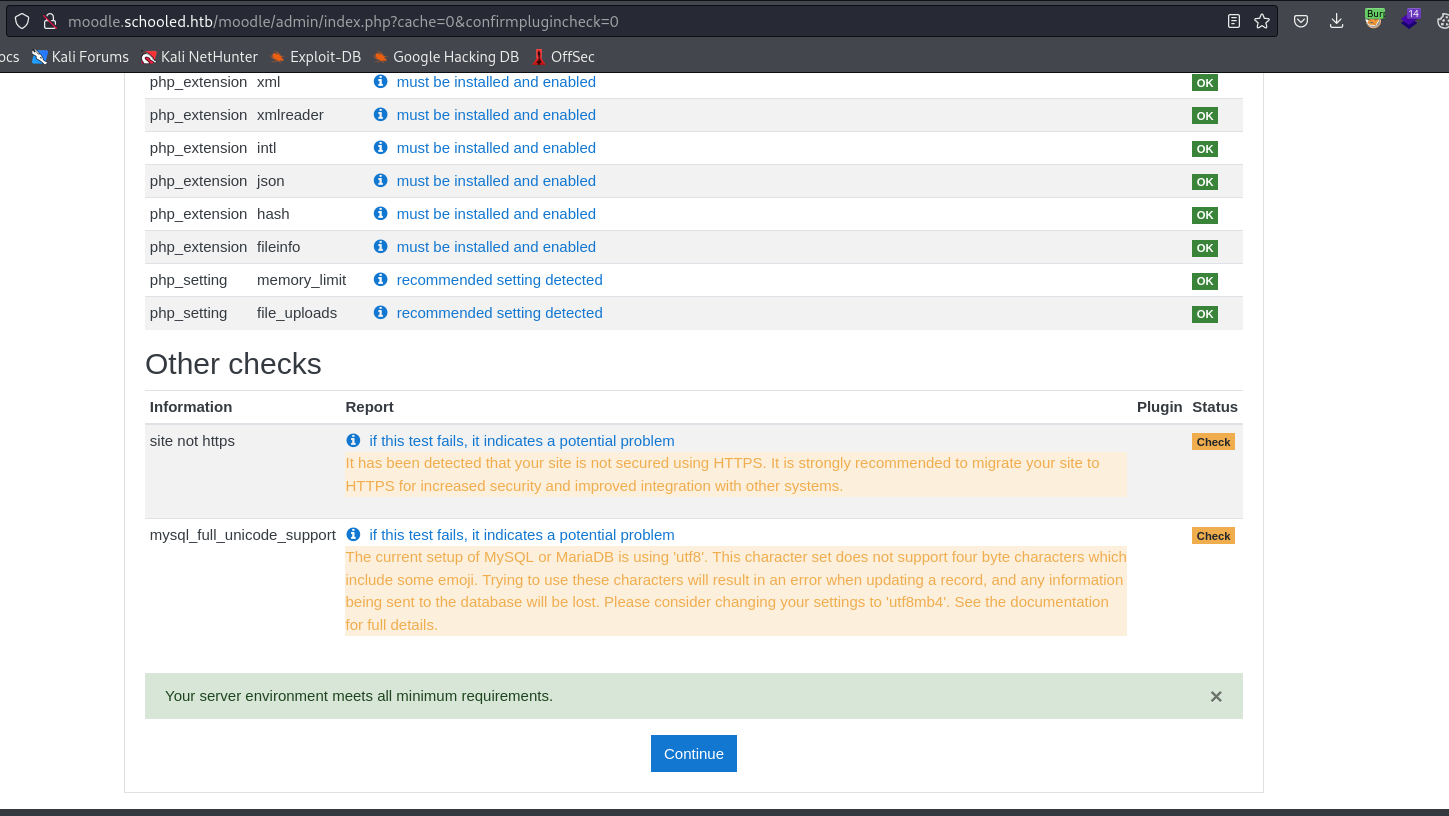 moodle.schooled.htb/moodle/admin/index.php?cache=0&confirmplugincheck=0
14
ocs Kali Forums Kali NetHunter Exploit-DB Google Hacking DB OffSec
php_extension xml must be installed and enabled OK
php_extension xmlreader must be installed and enabled OK
php_extension intl must be installed and enabled OK
php_extension json must be installed and enabled OK
php_extension hash must be installed and enabled OK
php_extension fileinfo must be installed and enabled OK
php_setting memory_limit recommended setting detected OK
php_setting file_uploads recommended setting detected OK
Other checks
Information Report Plugin Status
site not https if this test fails, it indicates a potential problem Check
It has been detected that your site is not secured using HTTPS. It is strongly recommended to migrate your site to
HTTPS for increased security and improved integration with other systems.
mysql_full_unicode_support if this test fails, it indicates a potential problem Check
The current setup of MySQL or MariaDB is using 'utf8'. This character set does not support four byte characters which
include some emoji. Trying to use these characters will result in an error when updating a record, and any information
being sent to the database will be lost. Please consider changing your settings to 'utf8mb4'. See the documentation
for full details.
Your server environment meets all minimum requirements. ×
Continue